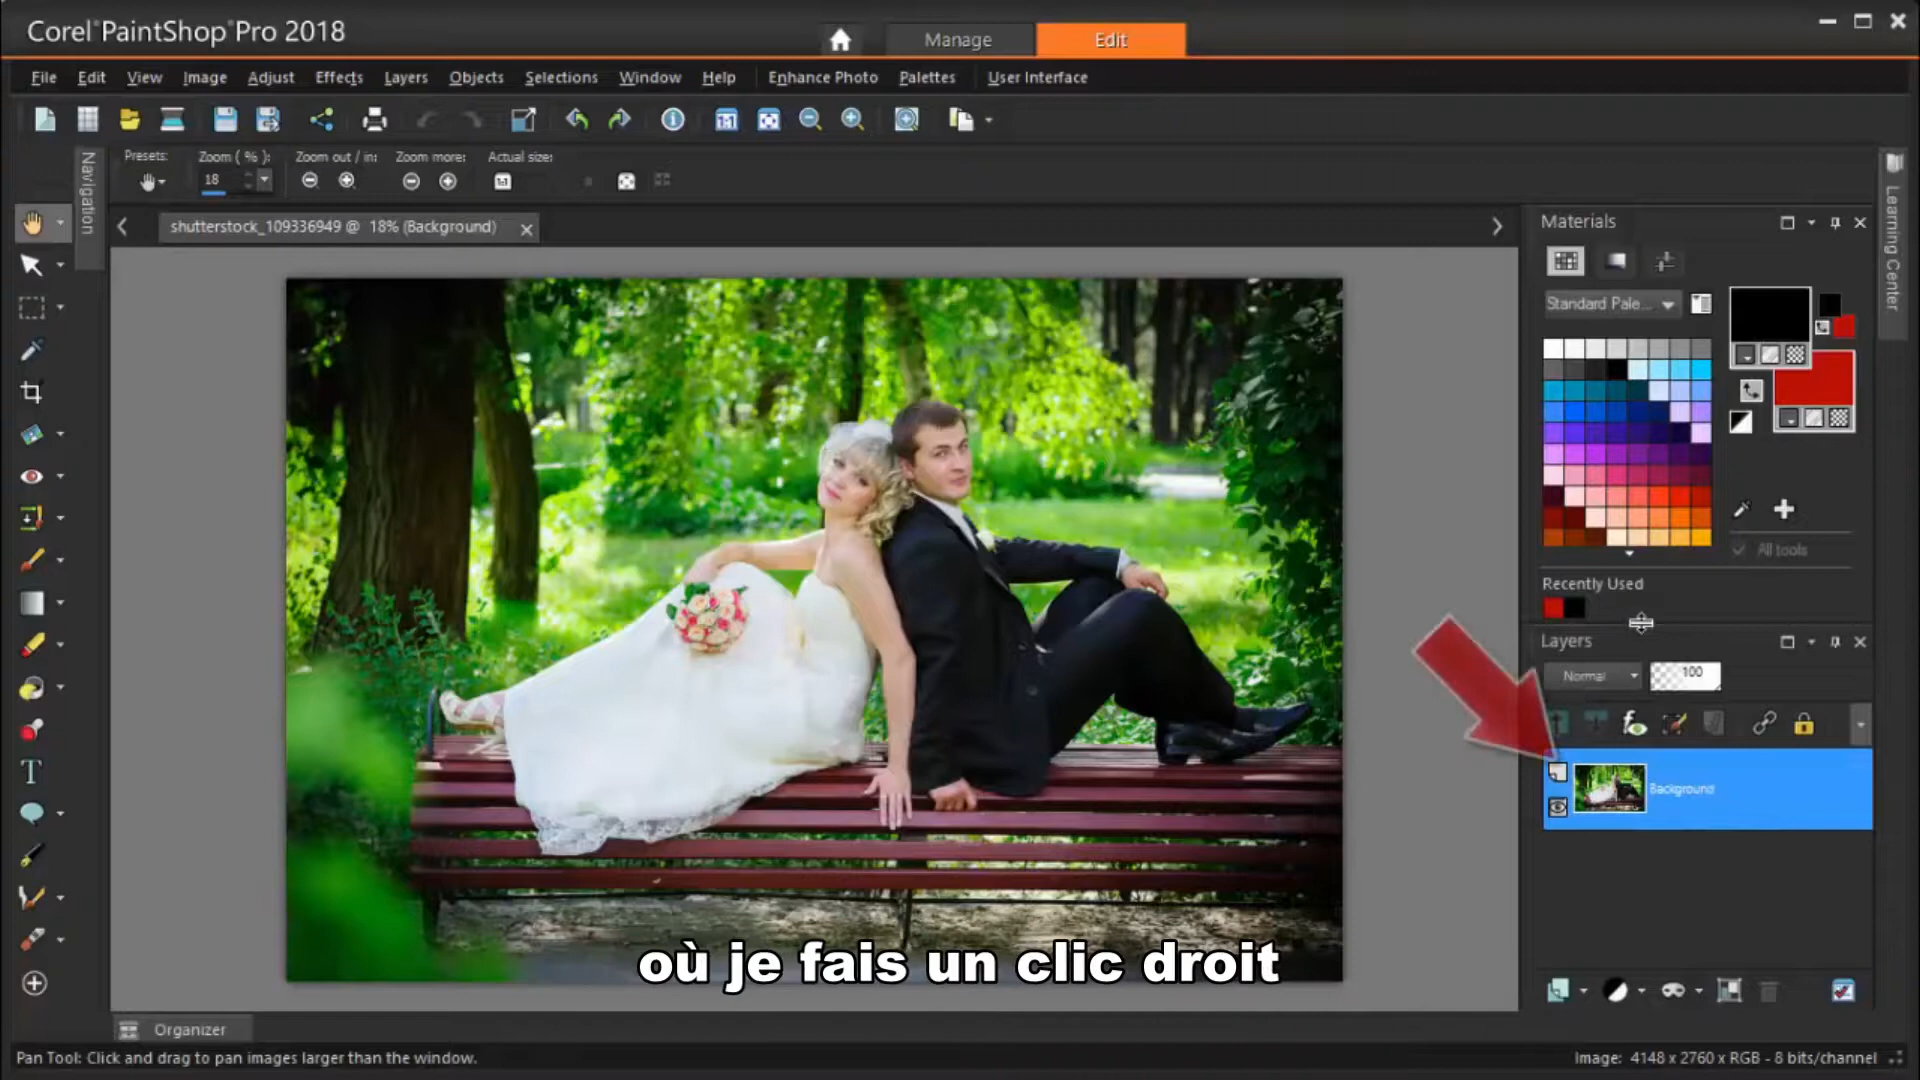 Corel®PaintShop®Pro 2018
Manage
Edit
File Edit View Image Adjust Effects Layers Objects Selections Window Help Enhance Photo Palettes User Interface
Navigation
Presets: Zoom ( % ): Zoom out / in: Zoom more: Actual size:
18
shutterstock_109336949 @ 18% (Background)
Materials
Standard Pale...
All tools
Recently Used
Learning Center
Layers
Normal 100
Background
où je fais un clic droit
Organizer
Pan Tool: Click and drag to pan images larger than the window.
Image: 4148 x 2760 x RGB - 8 bits/channel